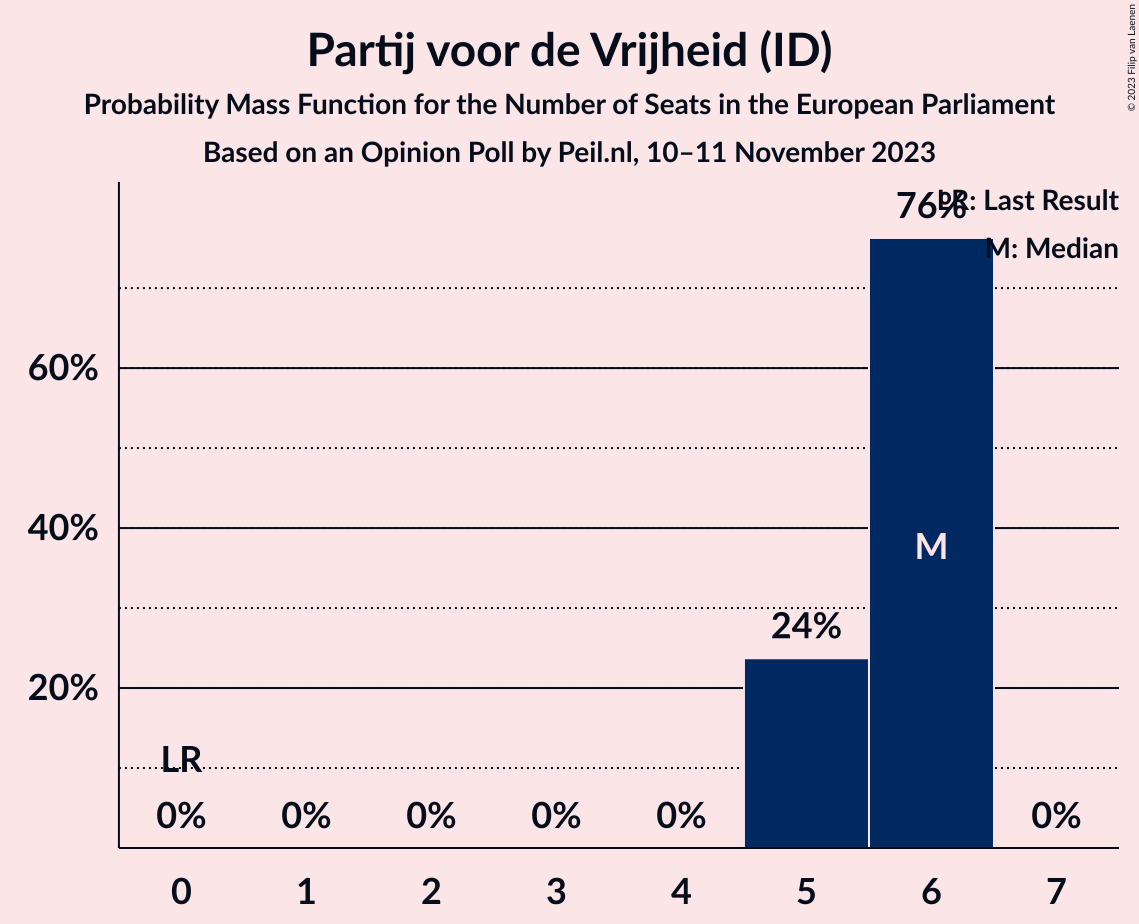 Partij voor de Vrijheid (ID)
Probability Mass Function for the Number of Seats in the European Parliament
Based on an Opinion Poll by Peil.nl, 10–11 November 2023
© 2023 Filip van Laenen
LR: Last Result
M: Median
76%
60%
40%
M
24%
20%
LR
0% 0% 0% 0% 0% 0%
0 1 2 3 4 5 6 7